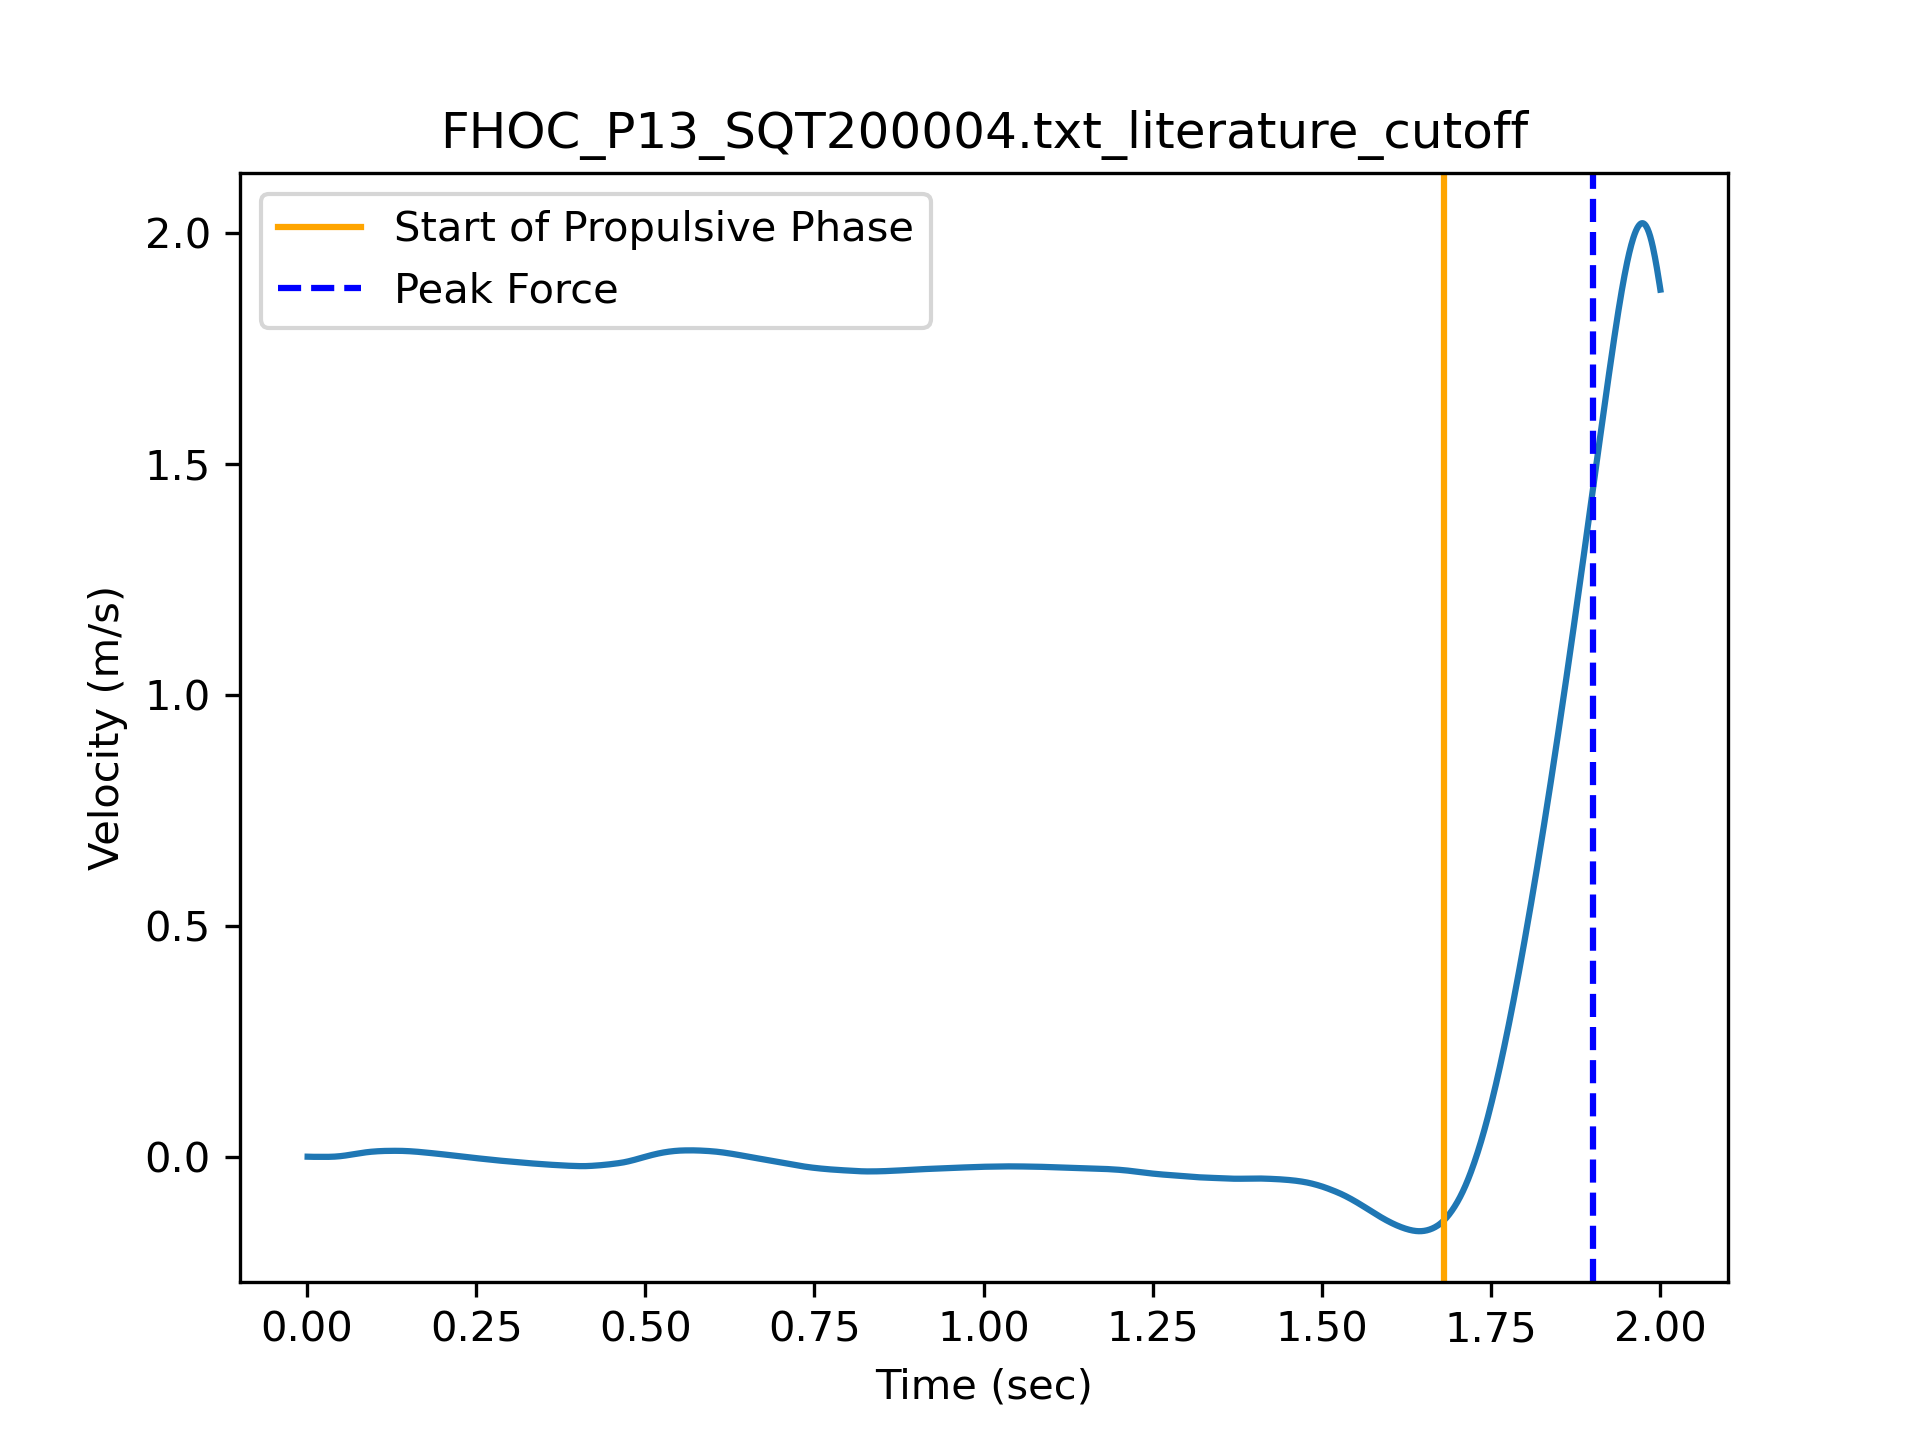 FHOC_P13_SQT200004.txt_literature_cutoff
Start of Propulsive Phase
Peak Force
2.0
1.5
1.0
0.5
0.0
Velocity (m/s)
0.00 0.25 0.50 0.75 1.00 1.25 1.50 1.75 2.00
Time (sec)